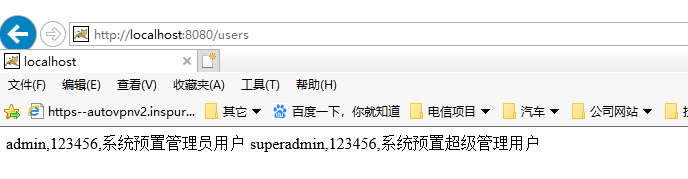 http://localhost:8080/users
localhost
文件(F) 编辑(E) 查看(V) 收藏夹(A) 工具(T) 帮助(H)
https--autovpnv2.inspur... 其它 百度一下，你就知道 电信项目 汽车 公司网站
admin,123456,系统预置管理员用户 superadmin,123456,系统预置超级管理用户